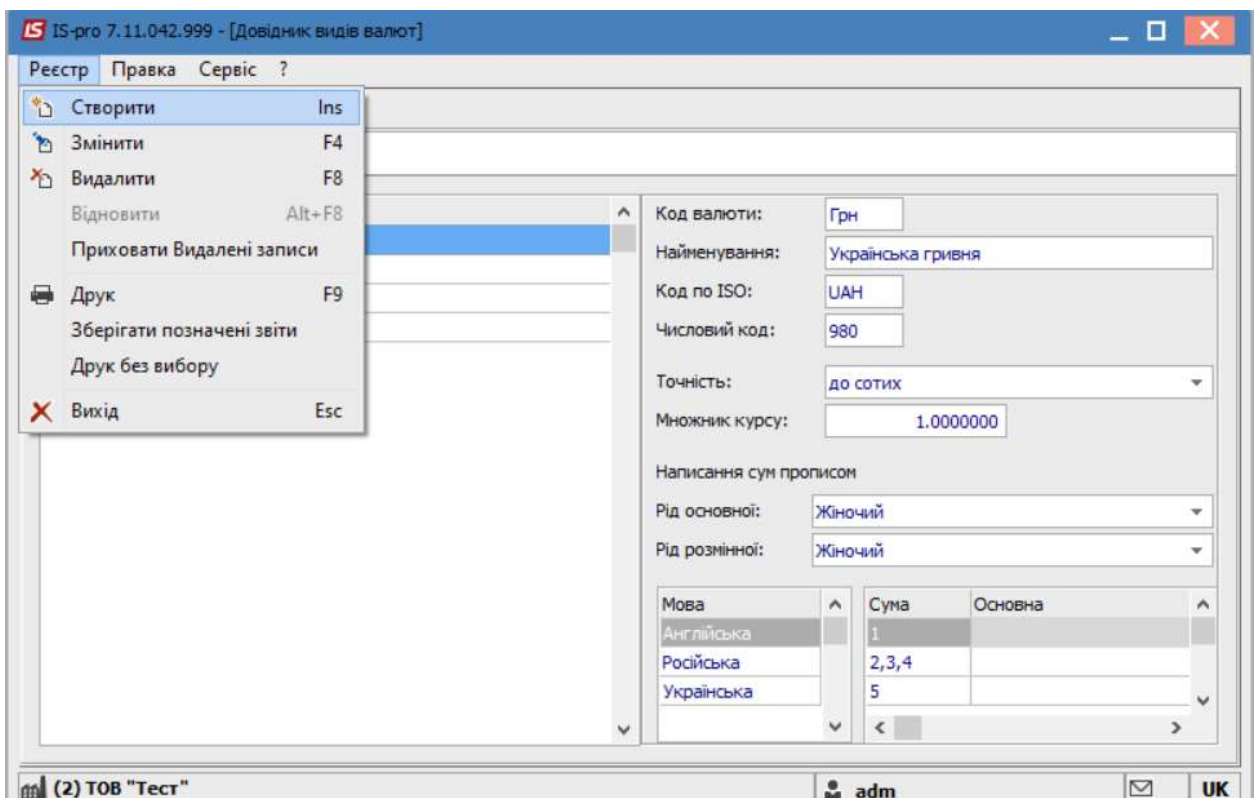 IS IS-pro 7.11.042.999 - [Довідник видів валют]
Реєстр Правка Сервіс ?
Створити Ins
Змінити F4
Видалити F8
Відновити Alt+F8
Приховати Видалені записи
Друк F9
Зберігати позначені звіти
Друк без вибору
Вихід Esc
Код валюти: Грн
Найменування: Українська гривня
Код по ISO: UAH
Числовий код: 980
Точність: до сотих
Множник курсу: 1.0000000
Написання сум прописом
Рід основної: Жіночий
Рід розмінної: Жіночий
Мова Сума Основна
Англійська 1
Російська 2,3,4
Українська 5
(2) ТОВ "Тест" adm UK